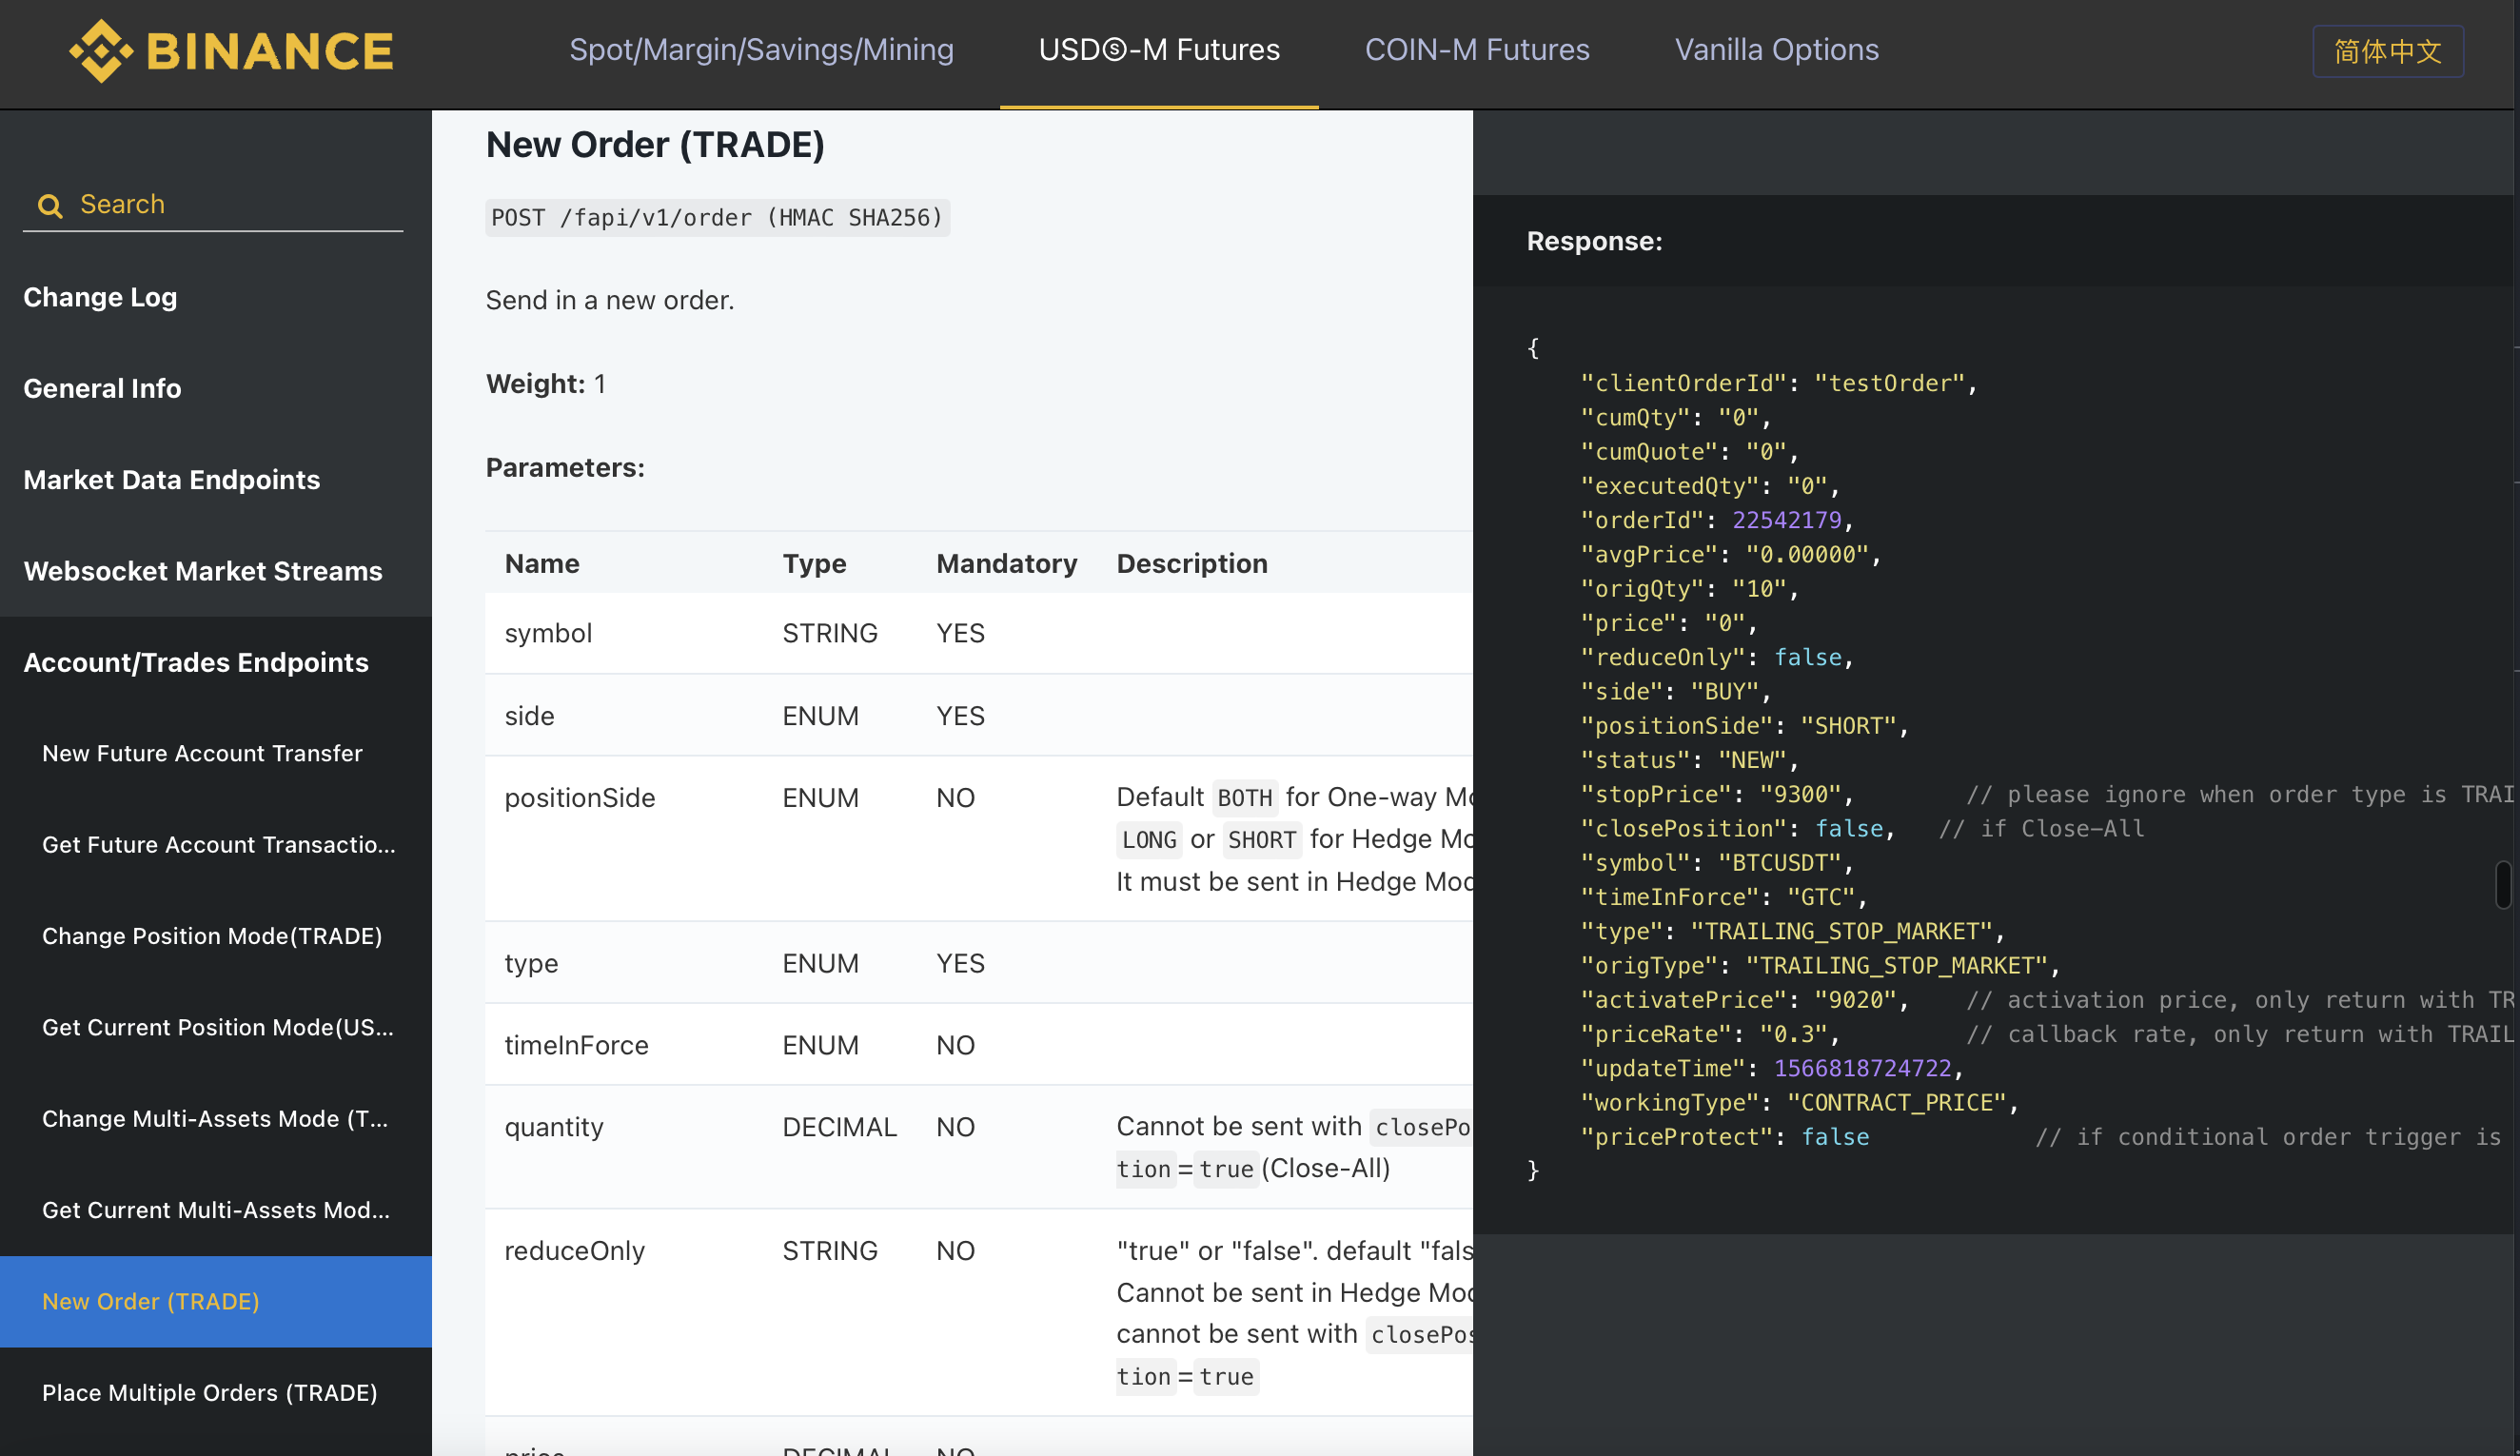 BINANCE
Spot/Margin/Savings/Mining
USDⓈ-M Futures
COIN-M Futures
Vanilla Options
简体中文
Search
Change Log
General Info
Market Data Endpoints
Websocket Market Streams
Account/Trades Endpoints
New Future Account Transfer
Get Future Account Transactio...
Change Position Mode(TRADE)
Get Current Position Mode(US...
Change Multi-Assets Mode (T...
Get Current Multi-Assets Mod...
New Order (TRADE)
Place Multiple Orders (TRADE)
New Order (TRADE)
POST /fapi/v1/order (HMAC SHA256)
Send in a new order.
Weight: 1
Parameters:
Name Type Mandatory Description
symbol STRING YES
side ENUM YES
positionSide ENUM NO Default BOTH for One-way Mo
LONG or SHORT for Hedge Mo
It must be sent in Hedge Mod
type ENUM YES
timeInForce ENUM NO
quantity DECIMAL NO Cannot be sent with closePo
tion=true(Close-All)
reduceOnly STRING NO "true" or "false". default "fals
Cannot be sent in Hedge Mod
cannot be sent with closePos
tion=true
price DECIMAL NO
Response:
{
"clientOrderId": "testOrder",
"cumQty": "0",
"cumQuote": "0",
"executedQty": "0",
"orderId": 22542179,
"avgPrice": "0.00000",
"origQty": "10",
"price": "0",
"reduceOnly": false,
"side": "BUY",
"positionSide": "SHORT",
"status": "NEW",
"stopPrice": "9300", // please ignore when order type is TRAI
"closePosition": false, // if Close-All
"symbol": "BTCUSDT",
"timeInForce": "GTC",
"type": "TRAILING_STOP_MARKET",
"origType": "TRAILING_STOP_MARKET",
"activatePrice": "9020", // activation price, only return with TR
"priceRate": "0.3", // callback rate, only return with TRAIL
"updateTime": 1566818724722,
"workingType": "CONTRACT_PRICE",
"priceProtect": false // if conditional order trigger is
}